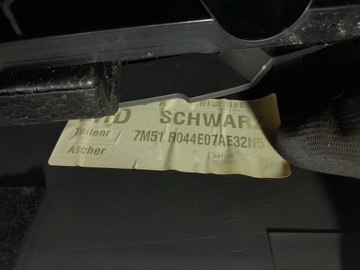 SCHWAR
Teilenr 7M51 R044E07AE32N5
Ascher